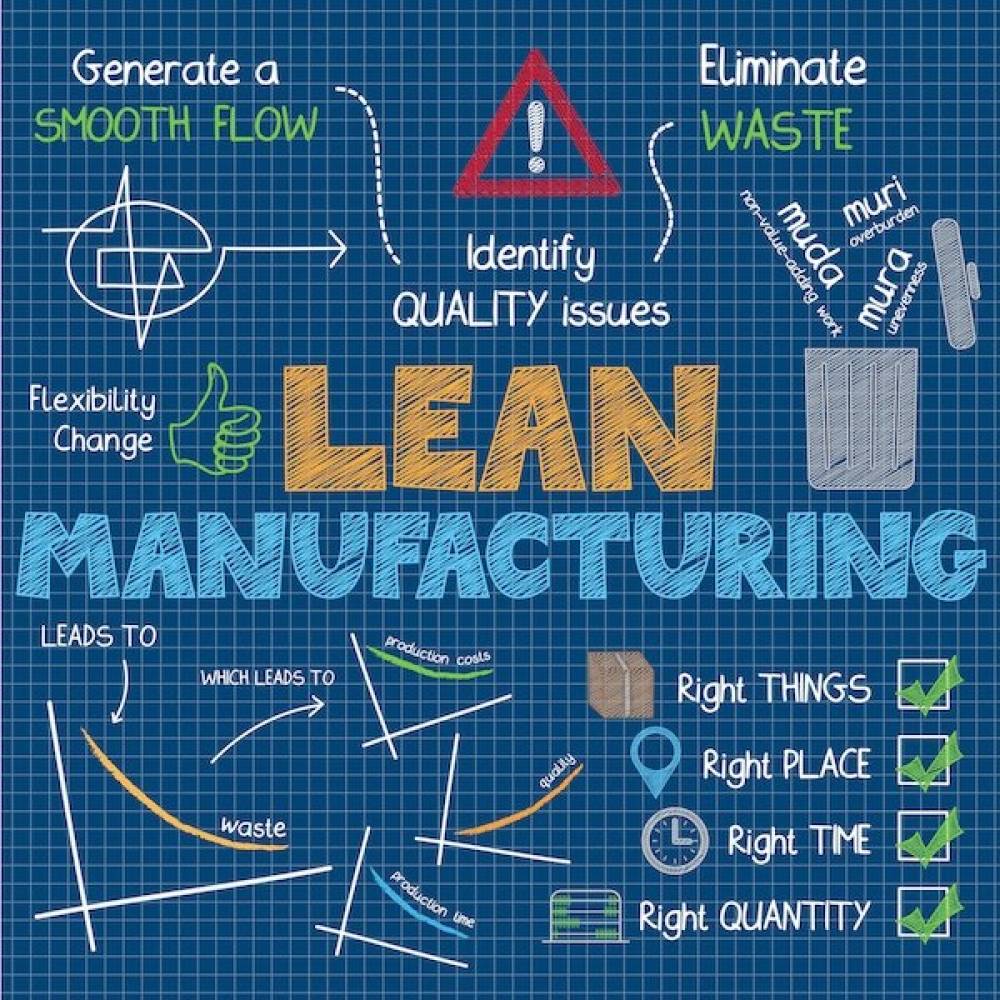 Generate a
SMOOTH FLOW
!
Identify
QUALITY issues
Eliminate
WASTE
non-value-adding work
muda
muri
overburden
mura
unevenness
Flexibility
Change
LEAN
MANUFACTURING
LEADS TO
waste
WHICH LEADS TO
production costs
quality
production time
Right THINGS
Right PLACE
Right TIME
Right QUANTITY